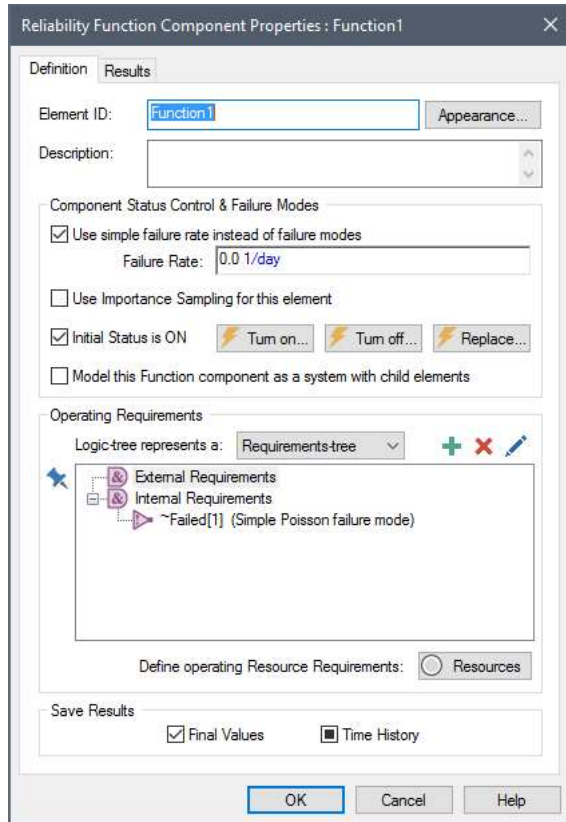 Reliability Function Component Properties : Function1
Definition Results
Element ID: Function1 Appearance...
Description:
Component Status Control & Failure Modes
Use simple failure rate instead of failure modes
Failure Rate: 0.0 1/day
Use Importance Sampling for this element
Initial Status is ON Turn on... Turn off... Replace...
Model this Function component as a system with child elements
Operating Requirements
Logic-tree represents a: Requirements-tree
& External Requirements
& Internal Requirements
~Failed[1] (Simple Poisson failure mode)
Define operating Resource Requirements: Resources
Save Results
Final Values Time History
OK Cancel Help